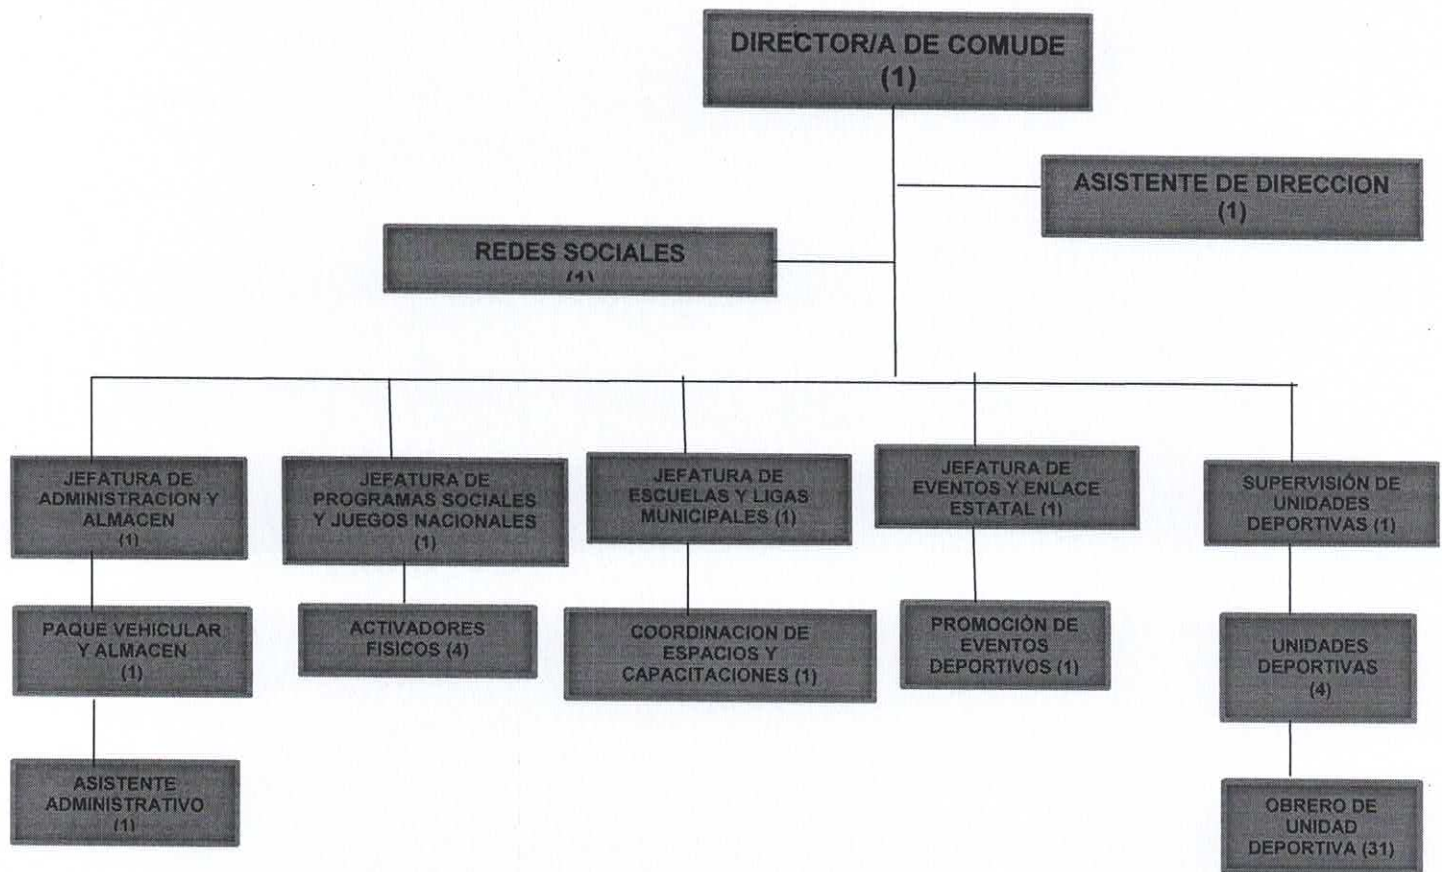 DIRECTOR/A DE COMUDE
(1)
ASISTENTE DE DIRECCION
(1)
REDES SOCIALES
(1)
JEFATURA DE
ADMINISTRACION Y
ALMACEN
(1)
JEFATURA DE
PROGRAMAS SOCIALES
Y JUEGOS NACIONALES
(1)
JEFATURA DE
ESCUELAS Y LIGAS
MUNICIPALES (1)
JEFATURA DE
EVENTOS Y ENLACE
ESTATAL (1)
SUPERVISIÓN DE
UNIDADES
DEPORTIVAS (1)
PAQUE VEHICULAR
Y ALMACEN
(1)
ACTIVADORES
FISICOS (4)
COORDINACION DE
ESPACIOS Y
CAPACITACIONES (1)
PROMOCIÓN DE
EVENTOS
DEPORTIVOS (1)
UNIDADES
DEPORTIVAS
(4)
ASISTENTE
ADMINISTRATIVO
(1)
OBRERO DE
UNIDAD
DEPORTIVA (31)